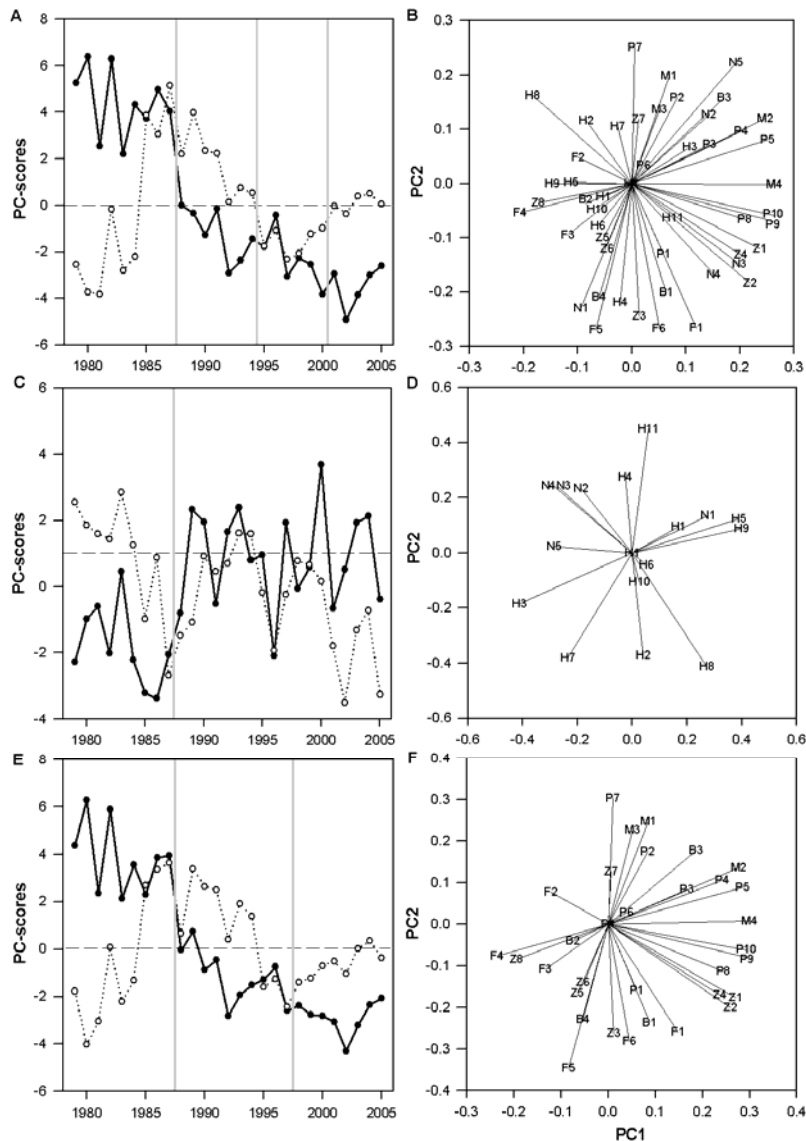 A
PC-scores
8
6
4
2
0
-2
-4
-6
1980 1985 1990 1995 2000 2005
B
PC2
0.3
0.2
0.1
0.0
-0.1
-0.2
-0.3
-0.3 -0.2 -0.1 0.0 0.1 0.2 0.3
P7
N5
M1
H8
P2
B3
M3
N2
M2
H2
H7
Z7
P4
P5
H3
P3
F2
P6
H9
H5
M4
H1
B2
Z8
F4
H10
H11
P8
P10
P9
H6
F3
Z5
Z6
P1
Z1
Z4
N3
N4
Z2
N1
B4
H4
B1
Z3
F5
F6
F1
C
PC-scores
6
4
2
0
-2
-4
1980 1985 1990 1995 2000 2005
D
PC2
0.6
0.4
0.2
0.0
-0.2
-0.4
-0.6
-0.6 -0.4 -0.2 0.0 0.2 0.4 0.6
H11
H4
N4
N3
N2
N1
H5
H1
H9
N5
H6
H10
H3
H7
H2
H8
E
PC-scores
8
6
4
2
0
-2
-4
-6
1980 1985 1990 1995 2000 2005
F
PC2
0.4
0.3
0.2
0.1
0.0
-0.1
-0.2
-0.3
-0.4
-0.3 -0.2 -0.1 0.0 0.1 0.2 0.3 0.4
PC1
P7
M1
M3
P2
B3
Z7
M2
P4
P5
P3
F2
P6
M4
B2
F4
Z8
F3
P10
P9
P8
Z6
Z5
P1
Z4
Z1
Z2
B4
B1
Z3
F6
F1
F5